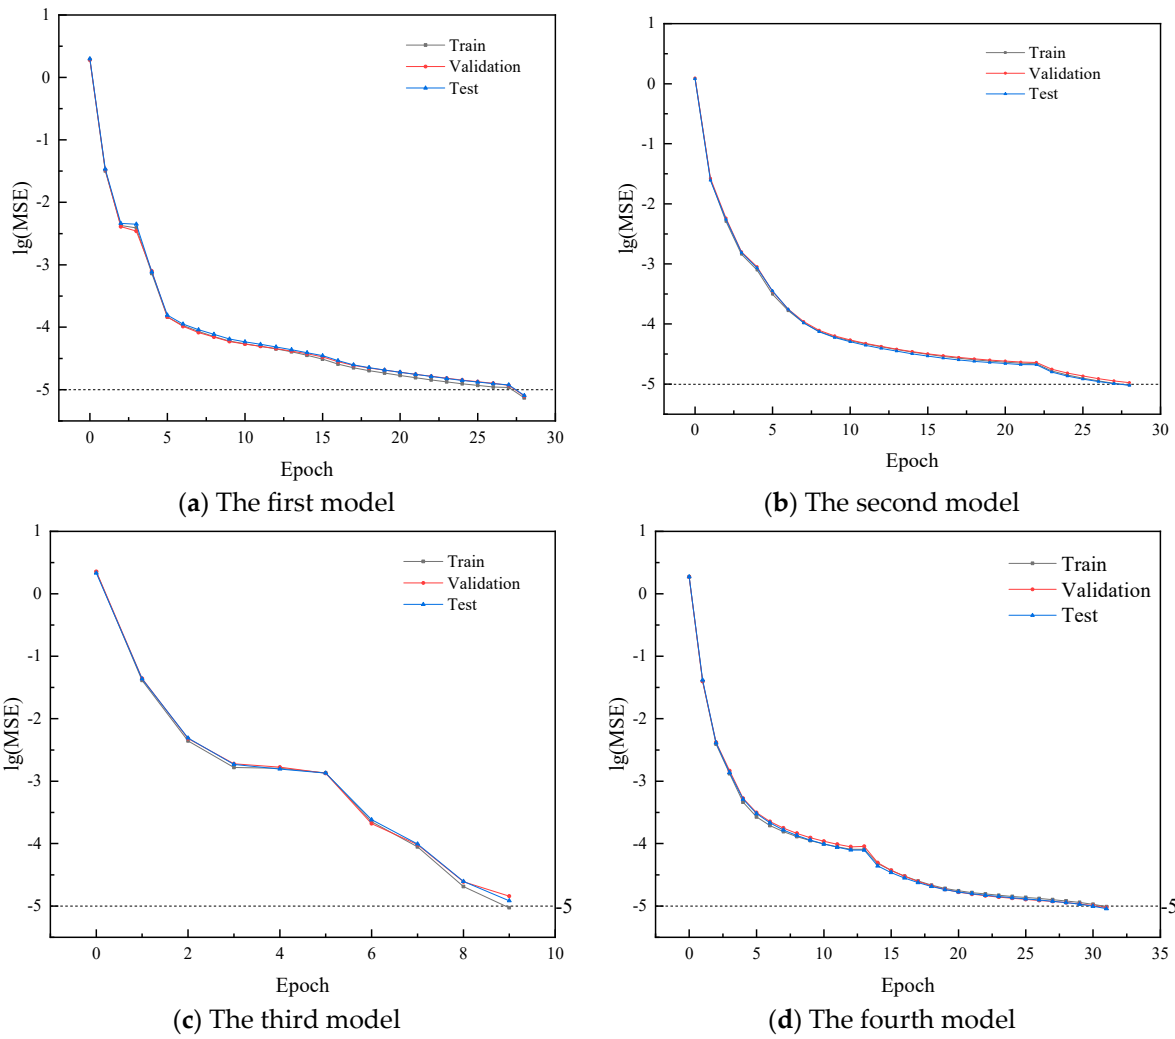 1
0
-1
-2
-3
-4
-5
lg(MSE)
Train
Validation
Test
0 5 10 15 20 25 30
Epoch
(a) The first model
1
0
-1
-2
-3
-4
-5
lg(MSE)
Train
Validation
Test
0 5 10 15 20 25 30
Epoch
(b) The second model
1
0
-1
-2
-3
-4
-5
lg(MSE)
Train
Validation
Test
-5
0 2 4 6 8 10
Epoch
(c) The third model
1
0
-1
-2
-3
-4
-5
lg(MSE)
Train
Validation
Test
-5
0 5 10 15 20 25 30 35
Epoch
(d) The fourth model